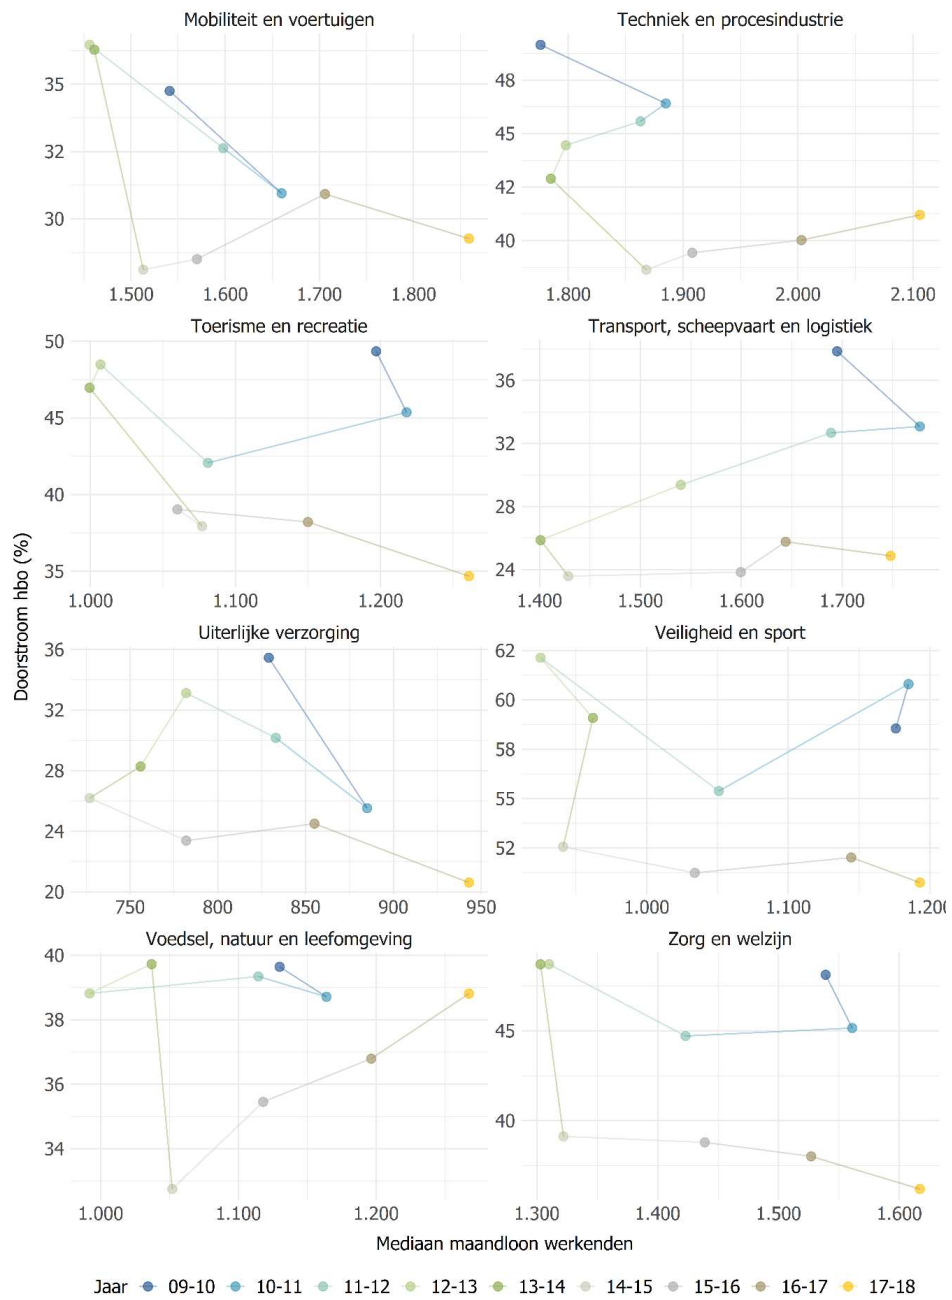 Mobiliteit en voertuigen
35
32
30
1.500 1.600 1.700 1.800
Techniek en procesindustrie
48
45
42
40
1.800 1.900 2.000 2.100
Toerisme en recreatie
50
45
40
35
1.000 1.100 1.200
Transport, scheepvaart en logistiek
36
32
28
24
1.400 1.500 1.600 1.700
Doorstroom hbo (%)
Uiterlijke verzorging
36
32
28
24
20
750 800 850 900 950
Veiligheid en sport
62
60
58
55
52
1.000 1.100 1.200
Voedsel, natuur en leefomgeving
40
38
36
34
1.000 1.100 1.200
Zorg en welzijn
45
40
1.300 1.400 1.500 1.600
Mediaan maandloon werkenden
Jaar 09-10 10-11 11-12 12-13 13-14 14-15 15-16 16-17 17-18